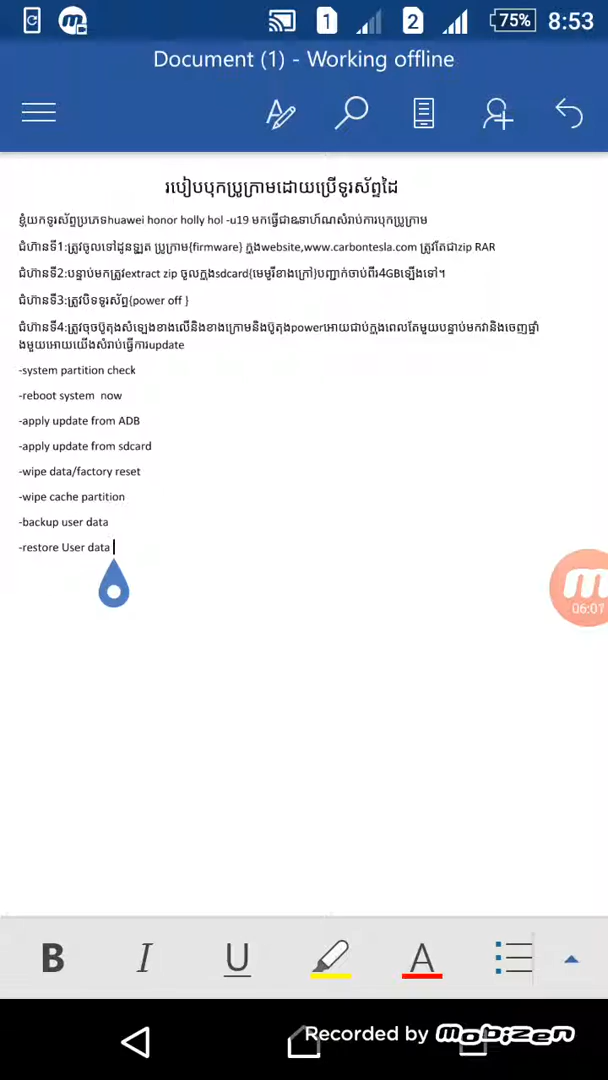 1
2
75%
8:53
Document (1) - Working offline
របៀបបុកប្រូក្រាមដោយប្រើទូរស័ព្ទដៃ
ខ្ញុំយកទូរស័ព្ទប្រភេទhuawei honor holly hol -u19 មកធ្វើជាឩទាហ៍ណសំរាប់ការបុកប្រូក្រាម
ជំហ៊ានទី1:ត្រូវចូលទៅដូនឡូត ប្រូក្រាម{firmware} ក្នុងwebsite,www.carbontesla.com ត្រូវតែជាzip RAR
ជំហ៊ានទី2:បន្ទាប់មកត្រូវextract zip ចូលក្នុងsdcard{មេមូរីខាងក្រៅ}បញ្ជាក់ចាប់ពីរ4GBឡើងទៅ។
ជំហ៊ានទី3:ត្រូវបិទទូរស័ព្ទ{power off }
ជំហ៊ានទី4:ត្រូវចុចប៊ូតុងសំឡេងខាងលើនិងខាងក្រោមនិងប៊ូតុងpowerអោយជាប់ក្នុងពេលតែមួយបន្ទាប់មកវានិងចេញផ្ទាំ
ងមួយអោយយើងសំរាប់ធ្វើការupdate
-system partition check
-reboot system  now
-apply update from ADB
-apply update from sdcard
-wipe data/factory reset
-wipe cache partition
-backup user data
-restore User data
06:01
B I U A
Recorded by mobizen